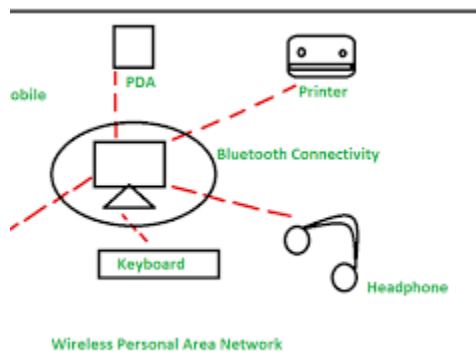 PDA
Printer
obile
Bluetooth Connectivity
Keyboard
Headphone
Wireless Personal Area Network